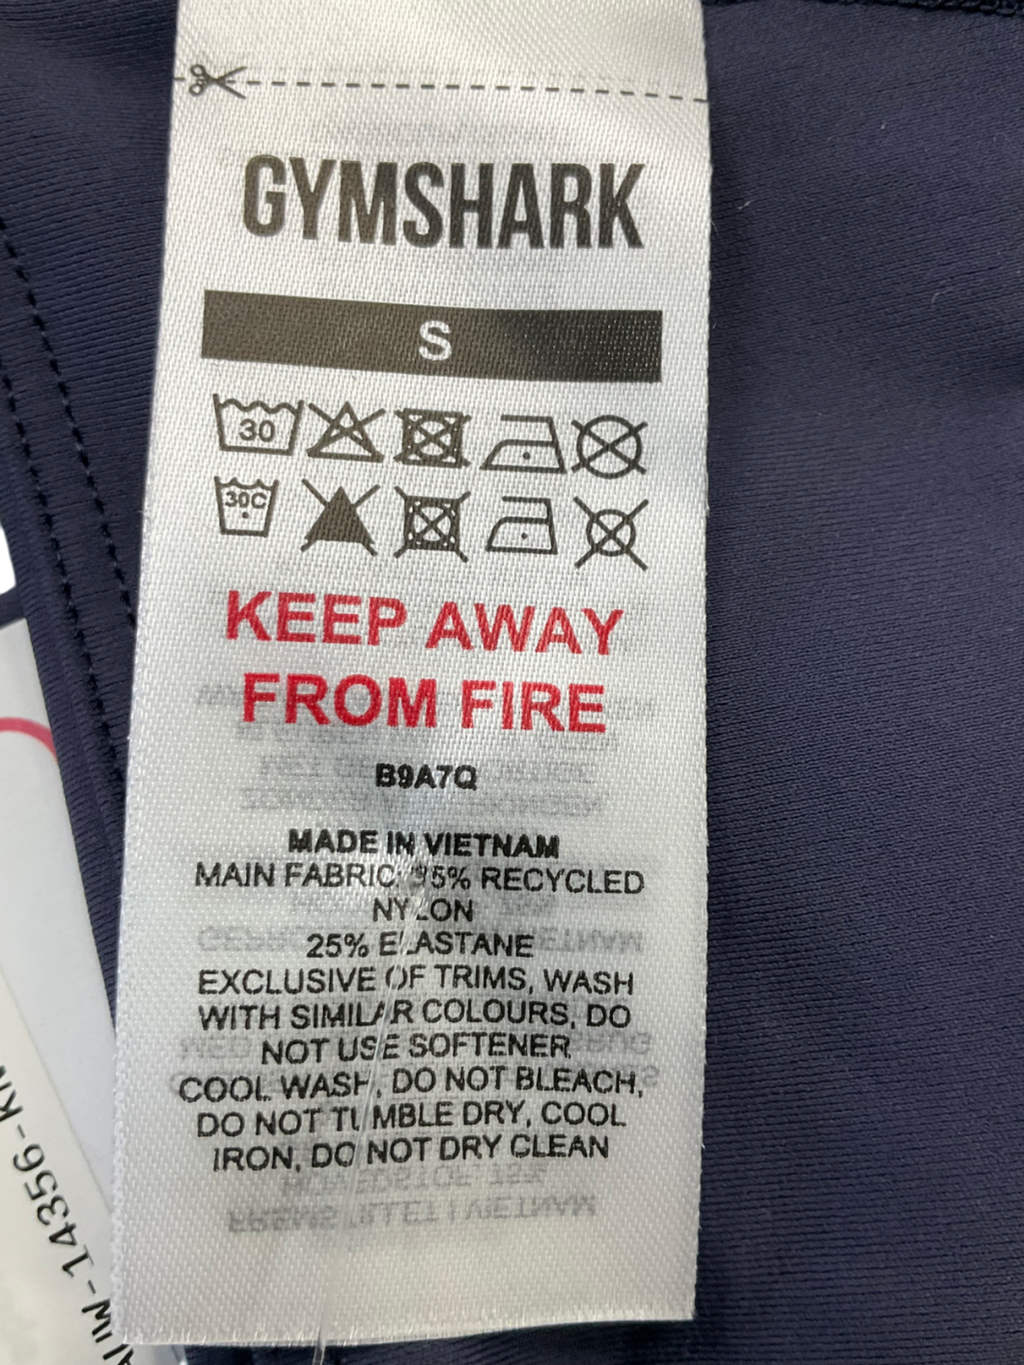 GYMSHARK
S
30
30C
KEEP AWAY
FROM FIRE
B9A7Q
MADE IN VIETNAM
MAIN FABRIC: 75% RECYCLED
NYLON
25% ELASTANE
EXCLUSIVE OF TRIMS, WASH
WITH SIMILAR COLOURS, DO
NOT USE SOFTENER
COOL WASH, DO NOT BLEACH,
DO NOT TUMBLE DRY, COOL
IRON, DO NOT DRY CLEAN